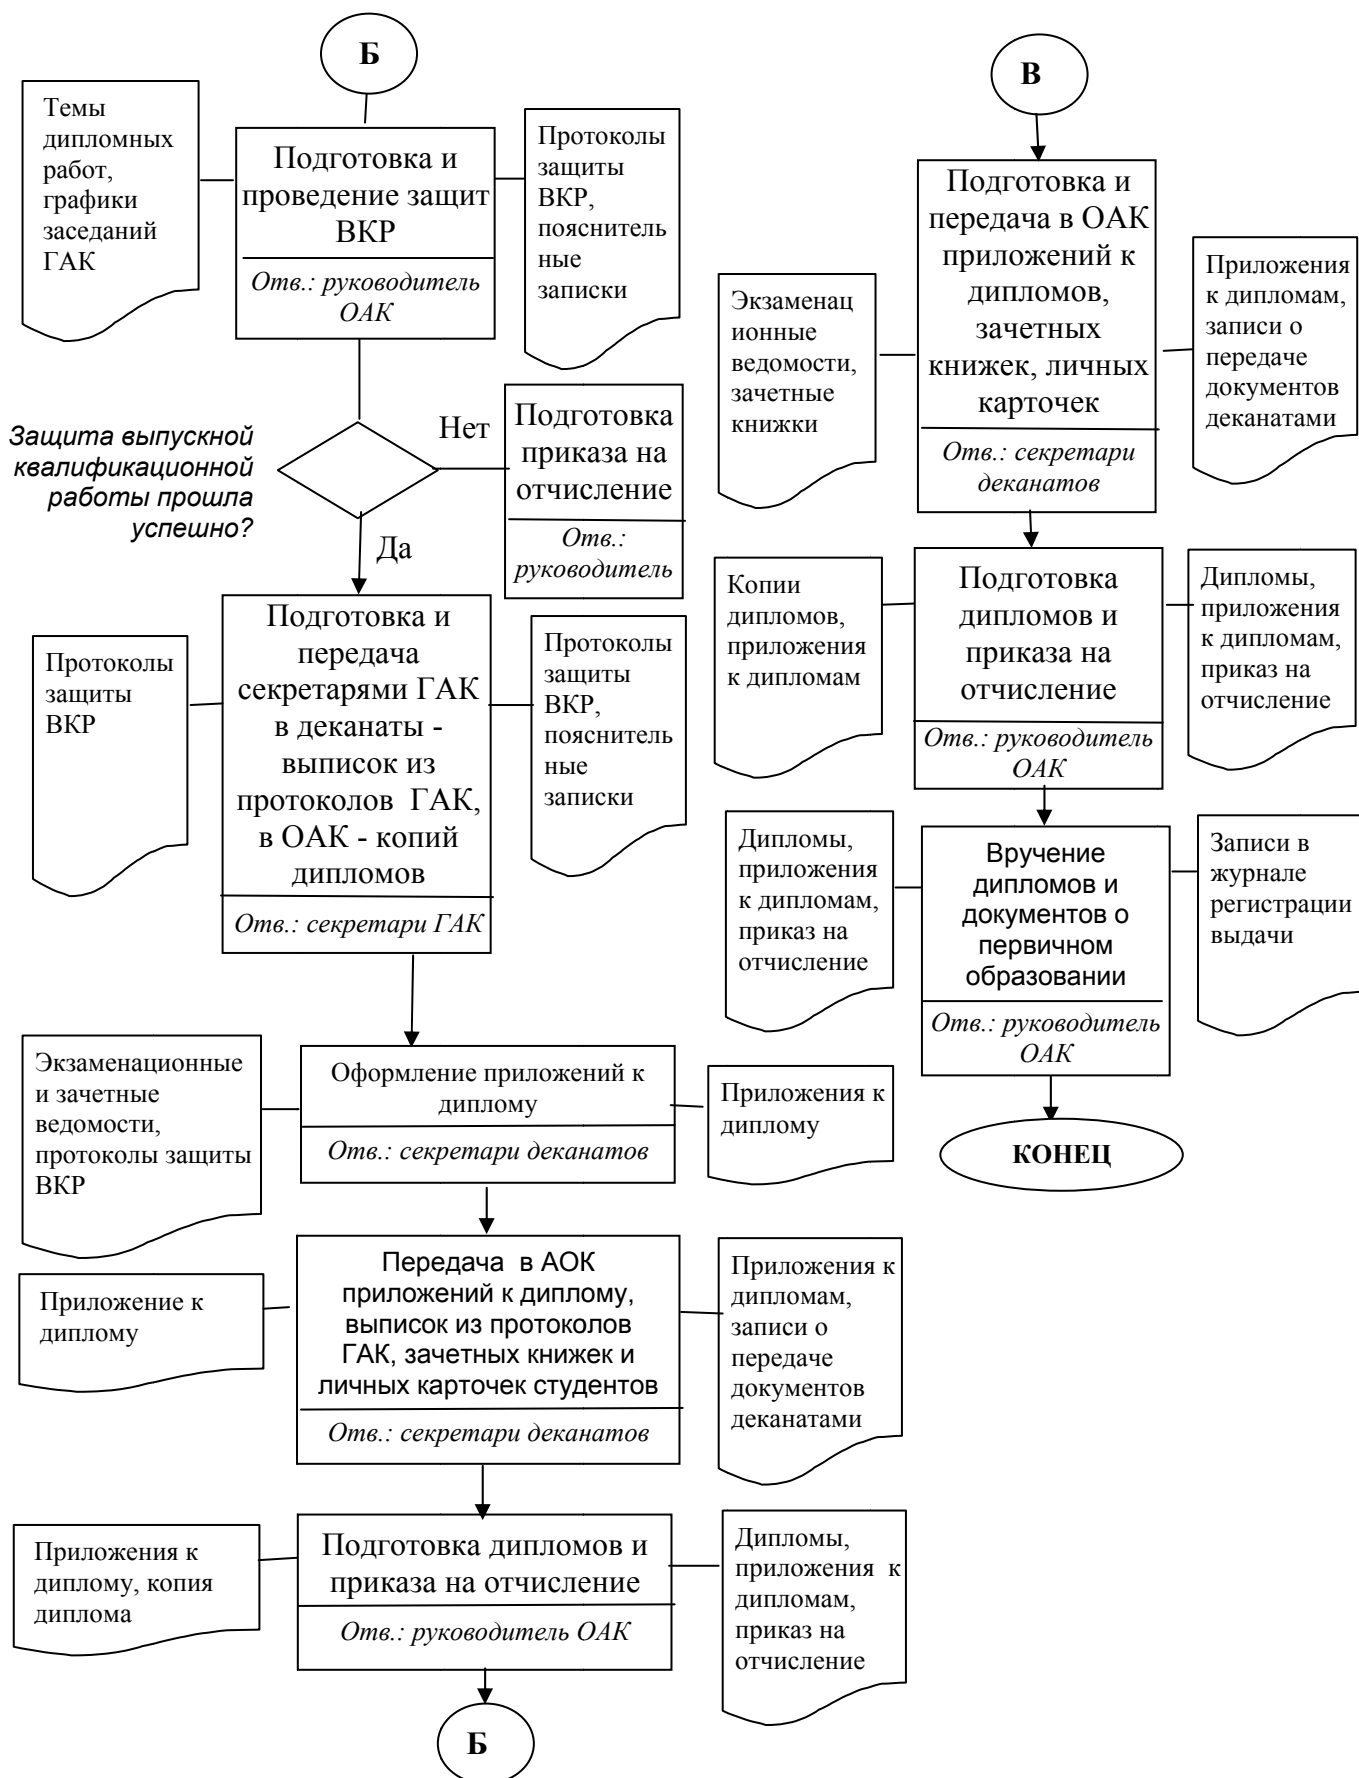 Б
Темы
дипломных
работ,
графики
заседаний
ГАК
Подготовка и
проведение защит
ВКР
Отв.: руководитель
ОАК
Протоколы
защиты
ВКР,
пояснитель
ные
записки
Защита выпускной
квалификационной
работы прошла
успешно?
Нет
Подготовка
приказа на
отчисление
Отв.:
руководитель
Да
Протоколы
защиты
ВКР
Подготовка и
передача
секретарями ГАК
в деканаты -
выписок из
протоколов ГАК,
в ОАК - копий
дипломов
Отв.: секретари ГАК
Протоколы
защиты
ВКР,
пояснитель
ные
записки
Экзаменационные
и зачетные
ведомости,
протоколы защиты
ВКР
Оформление приложений к
диплому
Отв.: секретари деканатов
Приложения к
диплому
Приложение к
диплому
Передача в АОК
приложений к диплому,
выписок из протоколов
ГАК, зачетных книжек и
личных карточек студентов
Отв.: секретари деканатов
Приложения к
дипломам,
записи о
передаче
документов
деканатами
Приложения к
диплому, копия
диплома
Подготовка дипломов и
приказа на отчисление
Отв.: руководитель ОАК
Дипломы,
приложения к
дипломам,
приказ на
отчисление
Б
В
Экзаменац
ионные
ведомости,
зачетные
книжки
Подготовка и
передача в ОАК
приложений к
дипломов,
зачетных
книжек, личных
карточек
Отв.: секретари
деканатов
Приложения
к дипломам,
записи о
передаче
документов
деканатами
Копии
дипломов,
приложения
к дипломам
Подготовка
дипломов и
приказа на
отчисление
Отв.: руководитель
ОАК
Дипломы,
приложения
к дипломам,
приказ на
отчисление
Дипломы,
приложения
к дипломам,
приказ на
отчисление
Вручение
дипломов и
документов о
первичном
образовании
Отв.: руководитель
ОАК
Записи в
журнале
регистрации
выдачи
КОНЕЦ